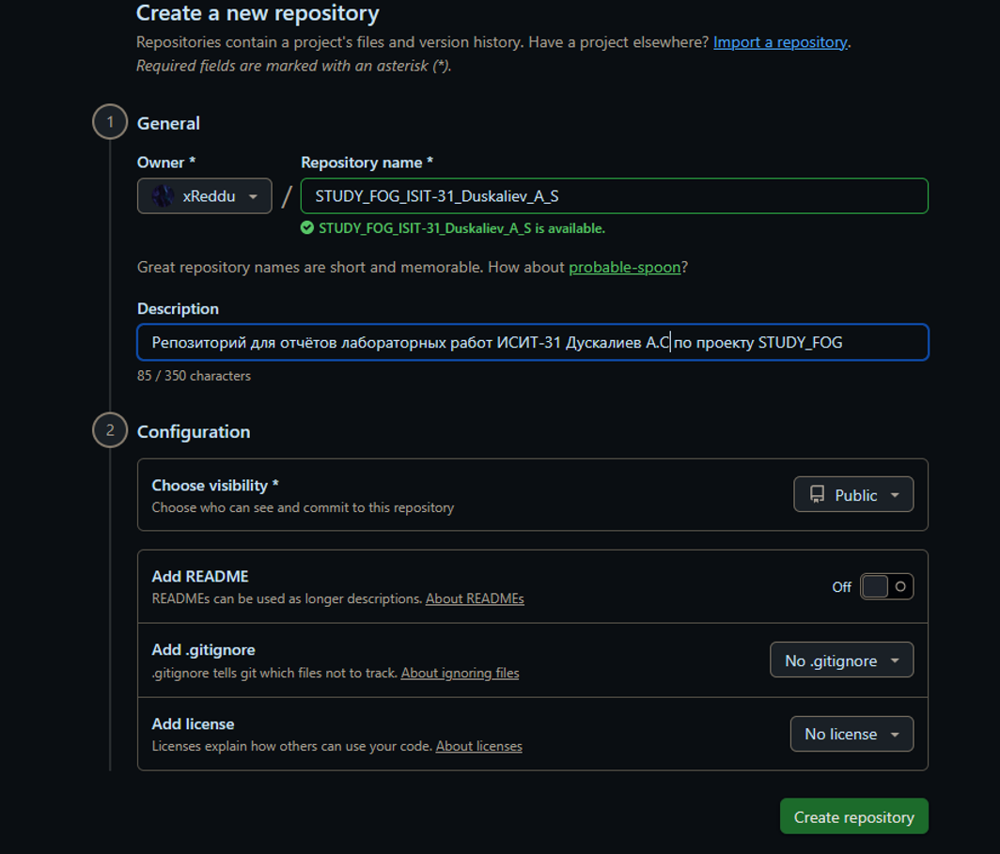 Create a new repository
Repositories contain a project's files and version history. Have a project elsewhere? Import a repository.
Required fields are marked with an asterisk (*).
1 General
Owner * Repository name *
xReddu / STUDY_FOG_ISIT-31_Duskaliev_A_S
STUDY_FOG_ISIT-31_Duskaliev_A_S is available.
Great repository names are short and memorable. How about probable-spoon?
Description
Репозиторий для отчётов лабораторных работ ИСИТ-31 Дускалиев А.С по проекту STUDY_FOG
85 / 350 characters
2 Configuration
Choose visibility *
Choose who can see and commit to this repository
Public
Add README
READMEs can be used as longer descriptions. About READMEs
Off
Add .gitignore
.gitignore tells git which files not to track. About ignoring files
No .gitignore
Add license
Licenses explain how others can use your code. About licenses
No license
Create repository